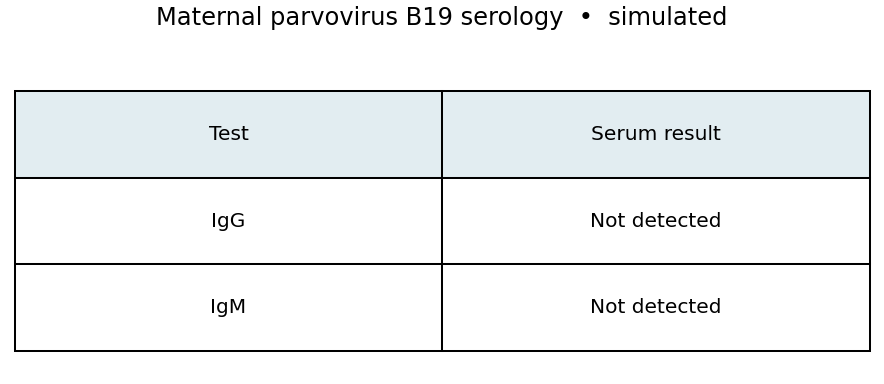 Maternal parvovirus B19 serology • simulated
Test Serum result
IgG Not detected
IgM Not detected